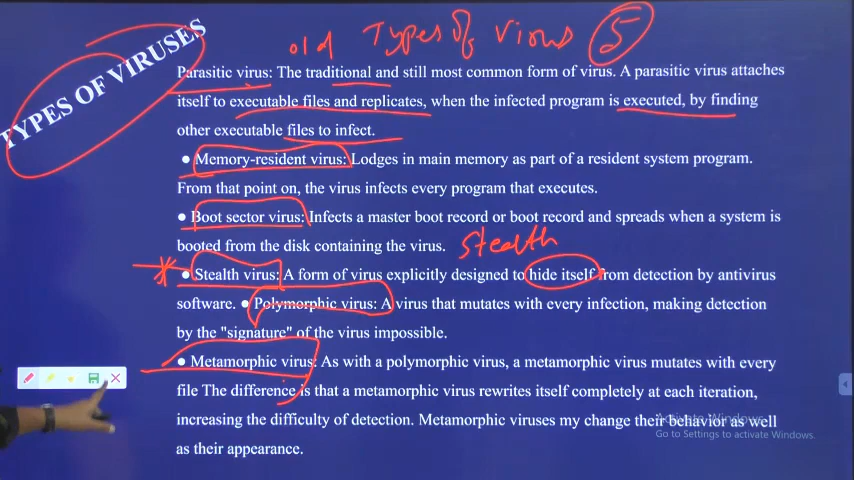 TYPES OF VIRUSES
old Types Of Virus 5
Parasitic virus: The traditional and still most common form of virus. A parasitic virus attaches
itself to executable files and replicates, when the infected program is executed, by finding
other executable files to infect.
● Memory-resident virus: Lodges in main memory as part of a resident system program.
From that point on, the virus infects every program that executes.
● Boot sector virus: Infects a master boot record or boot record and spreads when a system is
booted from the disk containing the virus.
Stealth
● Stealth virus: A form of virus explicitly designed to hide itself from detection by antivirus
software. ● Polymorphic virus: A virus that mutates with every infection, making detection
by the "signature" of the virus impossible.
● Metamorphic virus: As with a polymorphic virus, a metamorphic virus mutates with every
file The difference is that a metamorphic virus rewrites itself completely at each iteration,
increasing the difficulty of detection. Metamorphic viruses my change their behavior as well
as their appearance.
Activate Windows
Go to Settings to activate Windows.